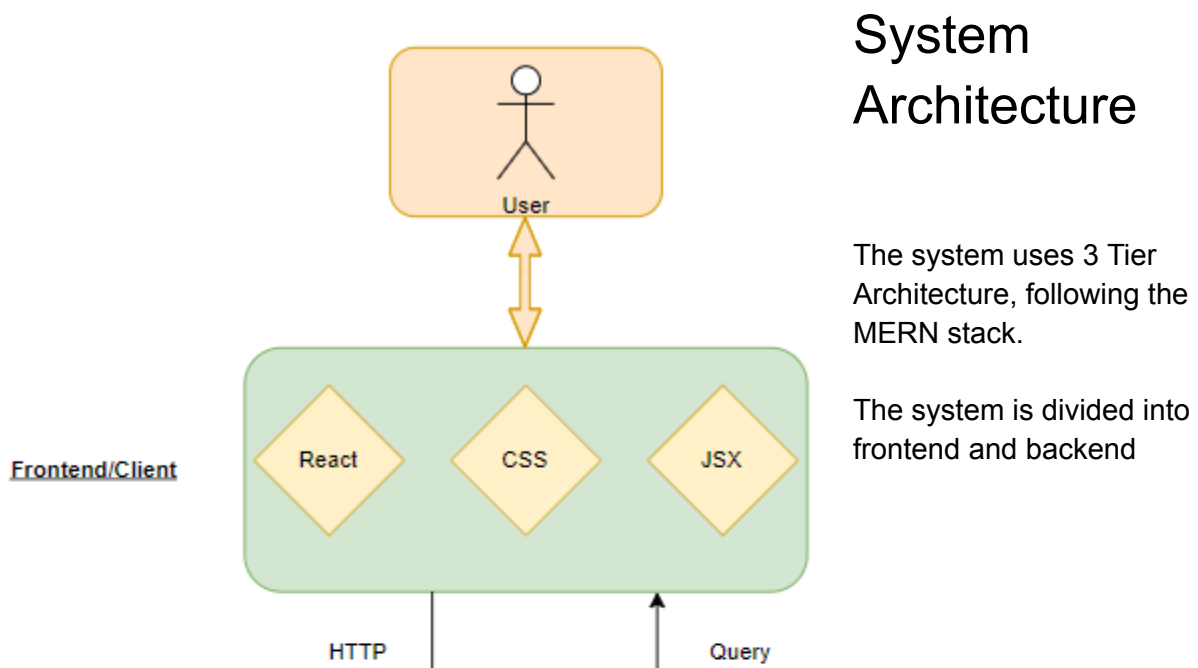 System
Architecture
User
The system uses 3 Tier
Architecture, following the
MERN stack.
The system is divided into
frontend and backend
Frontend/Client
React
CSS
JSX
HTTP
Query